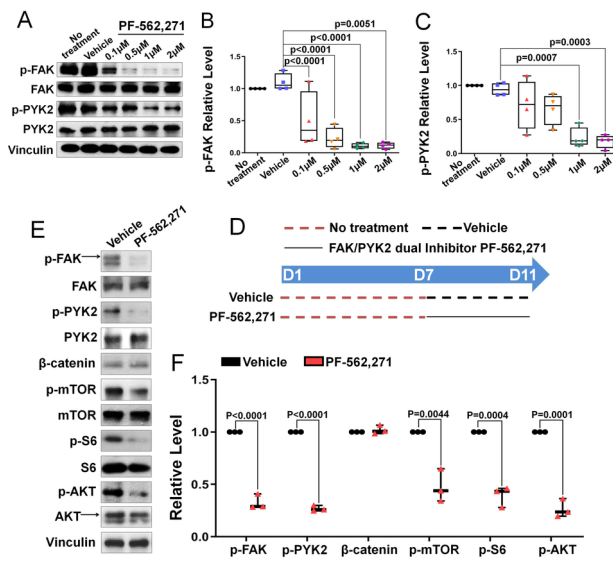 A
PF-562,271
No treatment
Vehicle
0.1μM
0.5μM
1μM
2μM
p-FAK
FAK
p-PYK2
PYK2
Vinculin
B
p-FAK Relative Level
2.0
1.5
1.0
0.5
0.0
p=0.0051
p<0.0001
p<0.0001
p<0.0001
No treatment
Vehicle
0.1μM
0.5μM
1μM
2μM
C
p-PYK2 Relative Level
2.0
1.5
1.0
0.5
0.0
p=0.0003
p=0.0007
No treatment
Vehicle
0.1μM
0.5μM
1μM
2μM
D
No treatment
Vehicle
FAK/PYK2 dual Inhibitor PF-562,271
D1
D7
D11
Vehicle
PF-562,271
E
Vehicle
PF-562,271
p-FAK
FAK
p-PYK2
PYK2
β-catenin
p-mTOR
mTOR
p-S6
S6
p-AKT
AKT
Vinculin
F
Vehicle
PF-562,271
Relative Level
1.5
1.0
0.5
0.0
P<0.0001
P<0.0001
P=0.0044
P=0.0004
P=0.0001
p-FAK
p-PYK2
β-catenin
p-mTOR
p-S6
p-AKT